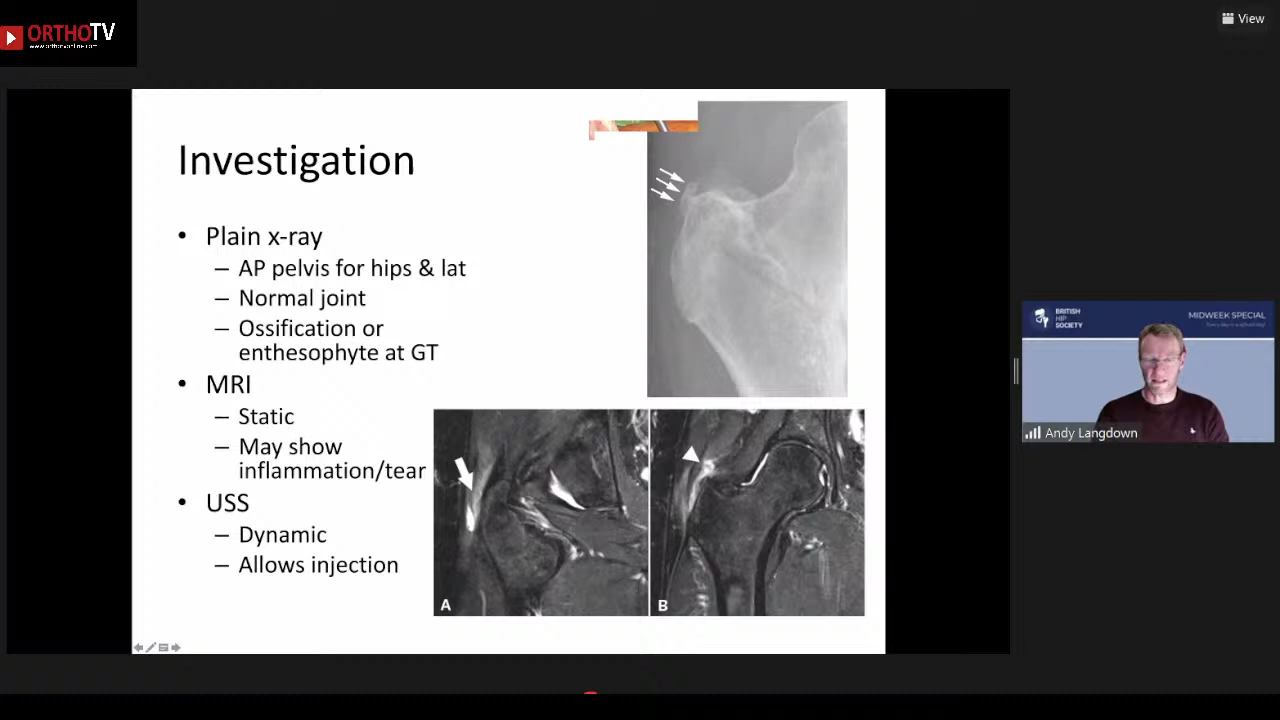 ORTHOTV
View
Investigation
• Plain x-ray
– AP pelvis for hips & lat
– Normal joint
– Ossification or
enthesophyte at GT
• MRI
– Static
– May show
inflammation/tear
• USS
– Dynamic
– Allows injection
A
B
BRITISH
HIP
SOCIETY
MIDWEEK SPECIAL
Andy Langdown